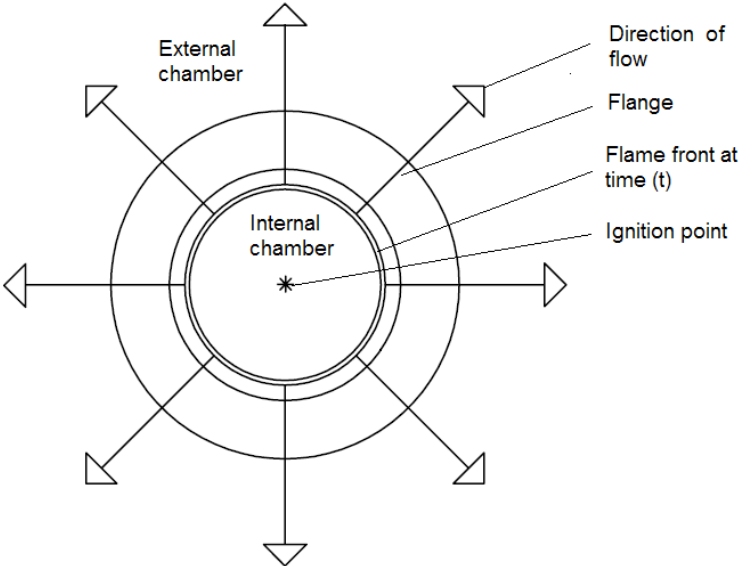 External
chamber
Direction of
flow
Flange
Flame front at
time (t)
Internal
chamber
Ignition point